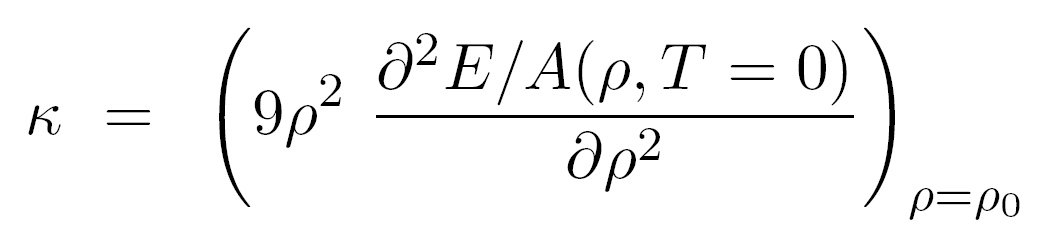 κ = ( 9ρ² ∂²E/A(ρ, T = 0) / ∂ρ² )ρ=ρ₀